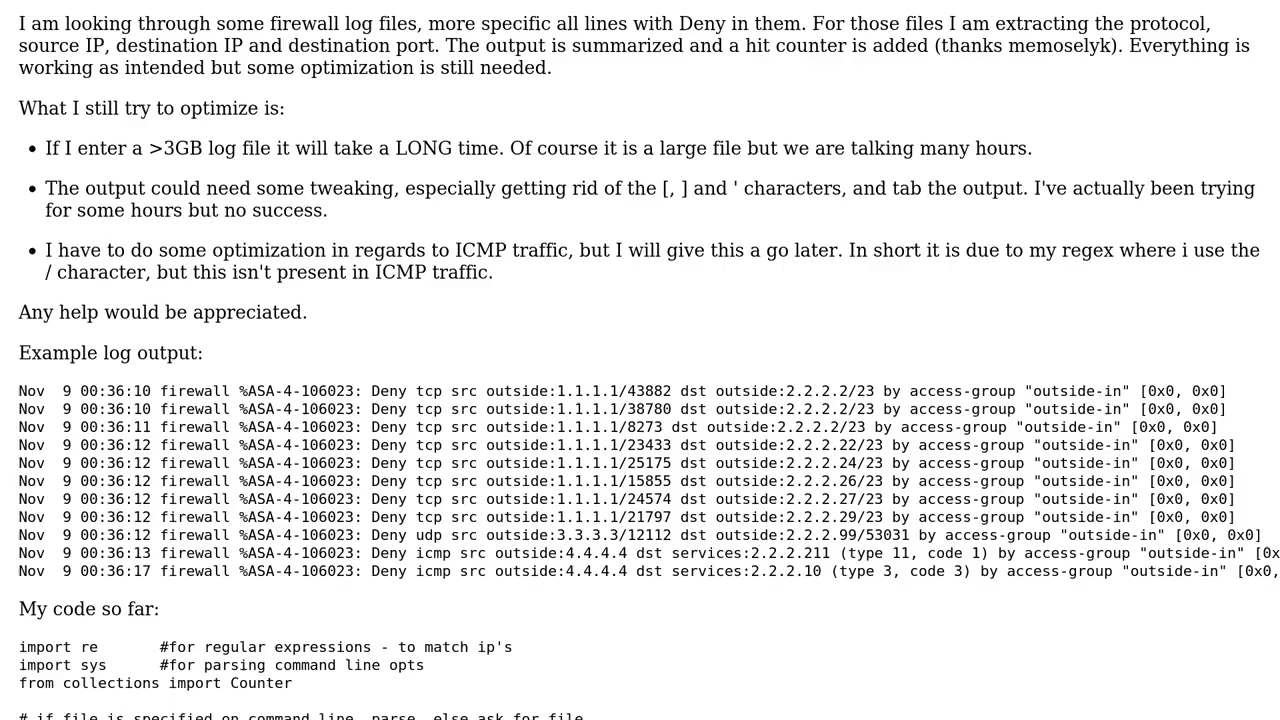 I am looking through some firewall log files, more specific all lines with Deny in them. For those files I am extracting the protocol,
source IP, destination IP and destination port. The output is summarized and a hit counter is added (thanks memoselyk). Everything is
working as intended but some optimization is still needed.
What I still try to optimize is:
• If I enter a >3GB log file it will take a LONG time. Of course it is a large file but we are talking many hours.
• The output could need some tweaking, especially getting rid of the [, ] and ' characters, and tab the output. I've actually been trying
for some hours but no success.
• I have to do some optimization in regards to ICMP traffic, but I will give this a go later. In short it is due to my regex where i use the
/ character, but this isn't present in ICMP traffic.
Any help would be appreciated.
Example log output:
Nov  9 00:36:10 firewall %ASA-4-106023: Deny tcp src outside:1.1.1.1/43882 dst outside:2.2.2.2/23 by access-group "outside-in" [0x0, 0x0]
Nov  9 00:36:10 firewall %ASA-4-106023: Deny tcp src outside:1.1.1.1/38780 dst outside:2.2.2.2/23 by access-group "outside-in" [0x0, 0x0]
Nov  9 00:36:11 firewall %ASA-4-106023: Deny tcp src outside:1.1.1.1/8273 dst outside:2.2.2.2/23 by access-group "outside-in" [0x0, 0x0]
Nov  9 00:36:12 firewall %ASA-4-106023: Deny tcp src outside:1.1.1.1/23433 dst outside:2.2.2.22/23 by access-group "outside-in" [0x0, 0x0]
Nov  9 00:36:12 firewall %ASA-4-106023: Deny tcp src outside:1.1.1.1/25175 dst outside:2.2.2.24/23 by access-group "outside-in" [0x0, 0x0]
Nov  9 00:36:12 firewall %ASA-4-106023: Deny tcp src outside:1.1.1.1/15855 dst outside:2.2.2.26/23 by access-group "outside-in" [0x0, 0x0]
Nov  9 00:36:12 firewall %ASA-4-106023: Deny tcp src outside:1.1.1.1/24574 dst outside:2.2.2.27/23 by access-group "outside-in" [0x0, 0x0]
Nov  9 00:36:12 firewall %ASA-4-106023: Deny tcp src outside:1.1.1.1/21797 dst outside:2.2.2.29/23 by access-group "outside-in" [0x0, 0x0]
Nov  9 00:36:12 firewall %ASA-4-106023: Deny udp src outside:3.3.3.3/12112 dst outside:2.2.2.99/53031 by access-group "outside-in" [0x0, 0x0]
Nov  9 00:36:13 firewall %ASA-4-106023: Deny icmp src outside:4.4.4.4 dst services:2.2.2.211 (type 11, code 1) by access-group "outside-in" [0x
Nov  9 00:36:17 firewall %ASA-4-106023: Deny icmp src outside:4.4.4.4 dst services:2.2.2.10 (type 3, code 3) by access-group "outside-in" [0x0,
My code so far:
import re       #for regular expressions - to match ip's
import sys      #for parsing command line opts
from collections import Counter
# if file is specified on command line, parse, else ask for file